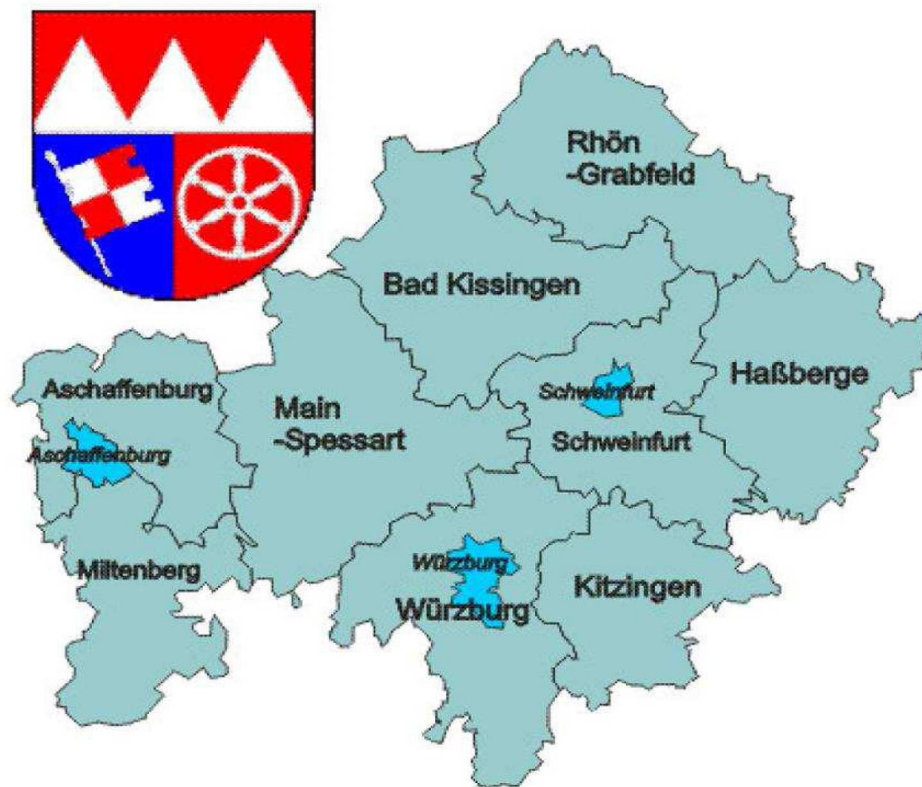 Rhön
-Grabfeld
Bad Kissingen
Haßberge
Aschaffenburg
Schweinfurt
Main
-Spessart
Schweinfurt
Aschaffenburg
Würzburg
Miltenberg
Kitzingen
Würzburg